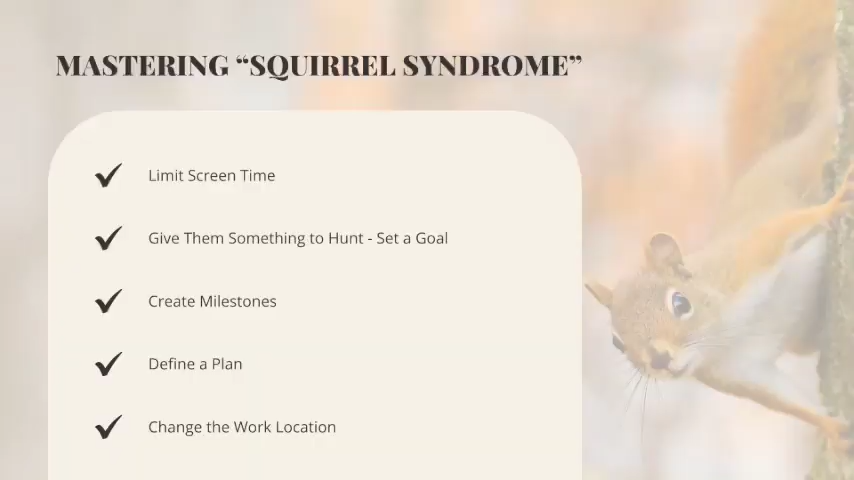 MASTERING “SQUIRREL SYNDROME”
Limit Screen Time
Give Them Something to Hunt - Set a Goal
Create Milestones
Define a Plan
Change the Work Location